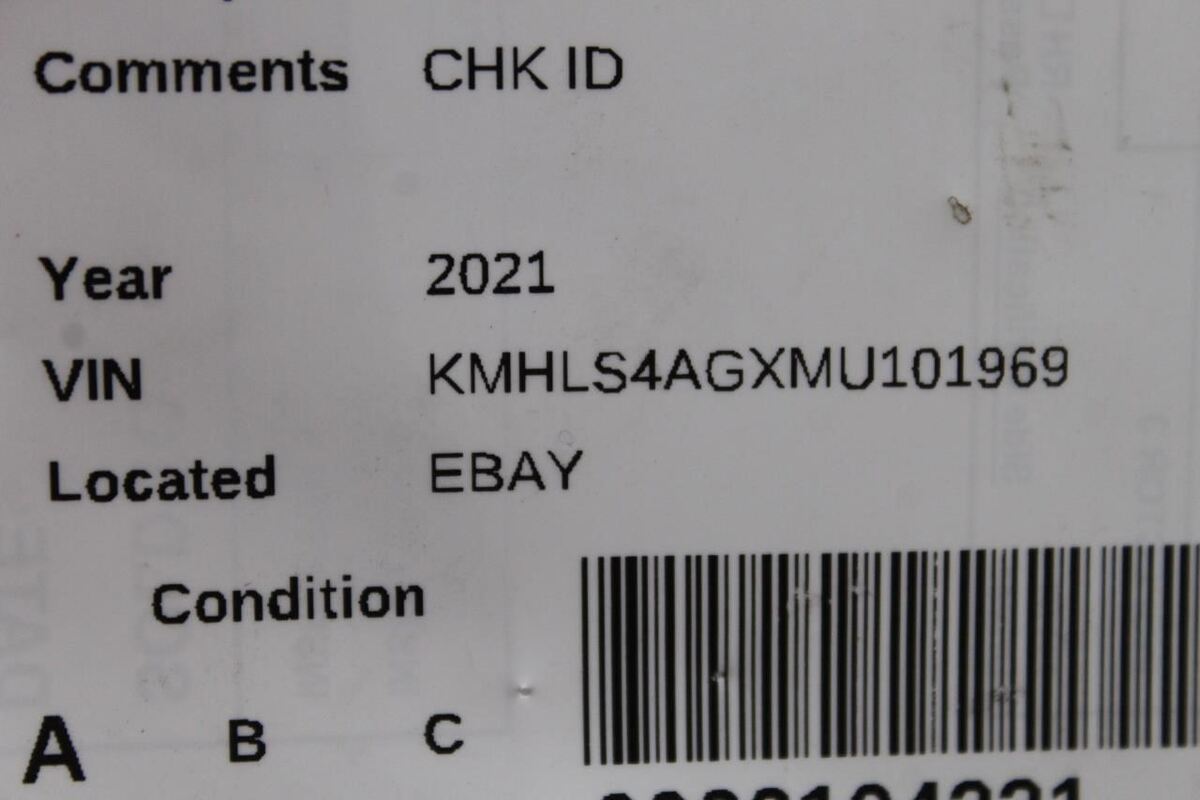 Comments CHK ID
Year 2021
VIN KMHLS4AGXMU101969
Located EBAY
Condition
A B C